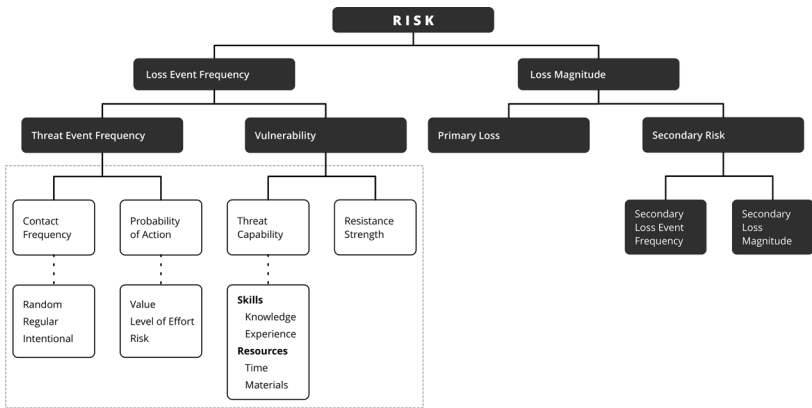 RISK
Loss Event Frequency
Loss Magnitude
Threat Event Frequency
Vulnerability
Primary Loss
Secondary Risk
Contact
Frequency
Probability
of Action
Threat
Capability
Resistance
Strength
Secondary
Loss Event
Frequency
Secondary
Loss
Magnitude
Random
Regular
Intentional
Value
Level of Effort
Risk
Skills
Knowledge
Experience
Resources
Time
Materials